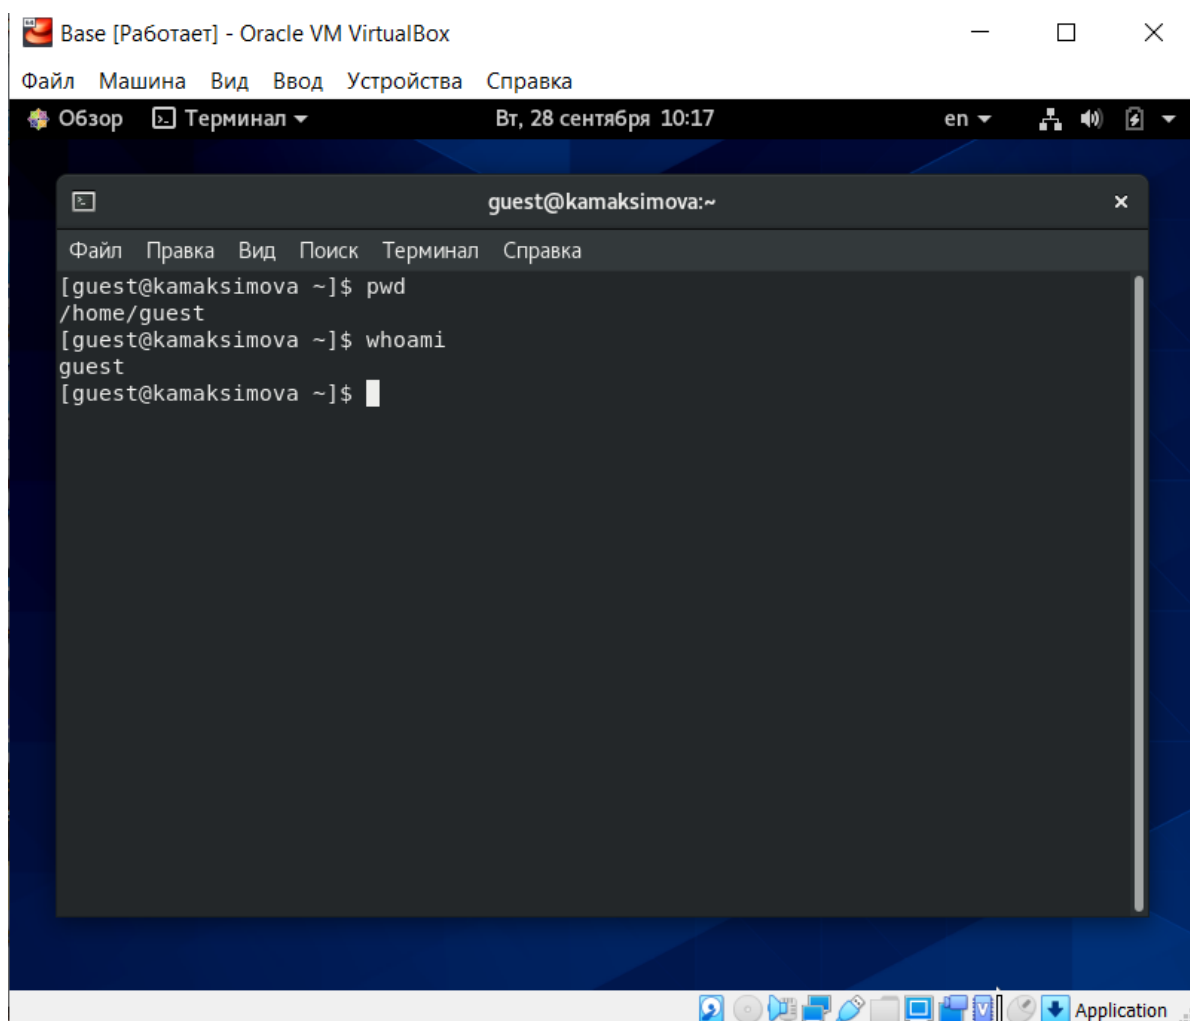 Base [Работает] - Oracle VM VirtualBox
Файл Машина Вид Ввод Устройства Справка
Обзор Терминал Вт, 28 сентября 10:17 en
guest@kamaksimova:~
Файл Правка Вид Поиск Терминал Справка
[guest@kamaksimova ~]$ pwd
/home/guest
[guest@kamaksimova ~]$ whoami
guest
[guest@kamaksimova ~]$
Application